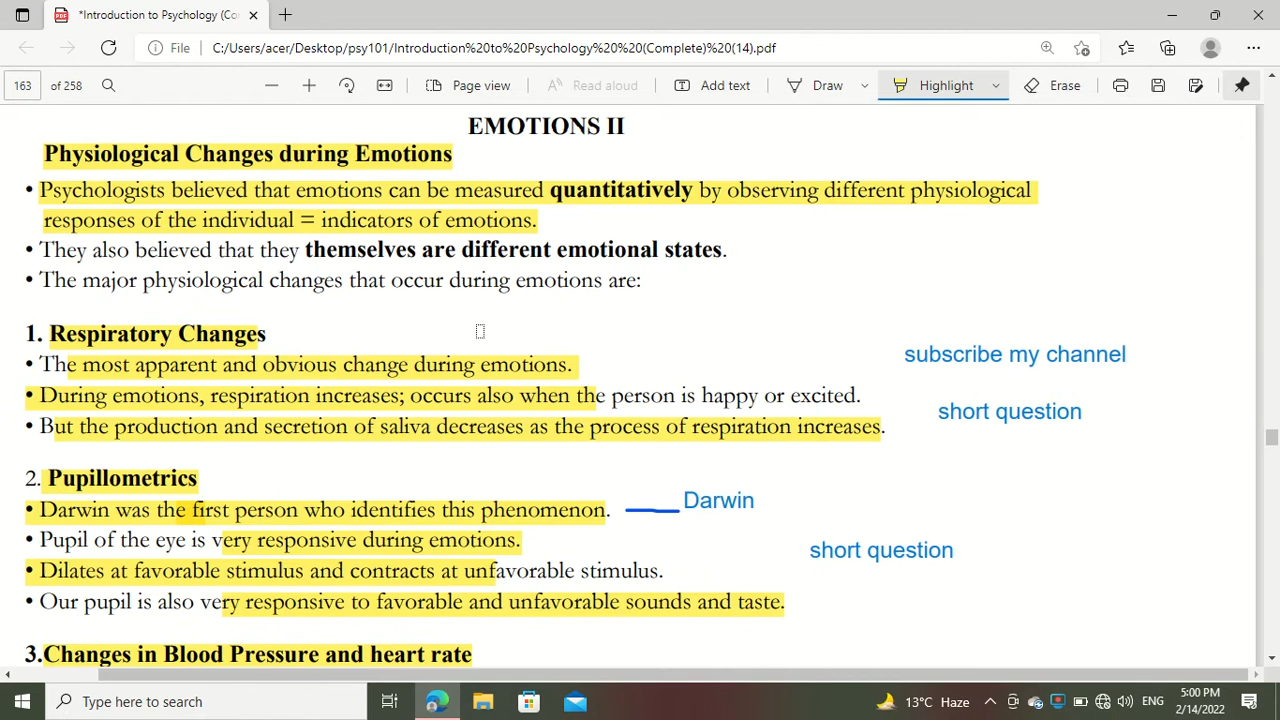 *Introduction to Psychology (Co
File C:/Users/acer/Desktop/psy101/Introduction%20to%20Psychology%20%20(Complete)%20(14).pdf
163 of 258 Page view Read aloud Add text Draw Highlight Erase
EMOTIONS II
Physiological Changes during Emotions
• Psychologists believed that emotions can be measured quantitatively by observing different physiological
responses of the individual = indicators of emotions.
• They also believed that they themselves are different emotional states.
• The major physiological changes that occur during emotions are:
1. Respiratory Changes
• The most apparent and obvious change during emotions.
subscribe my channel
• During emotions, respiration increases; occurs also when the person is happy or excited.
short question
• But the production and secretion of saliva decreases as the process of respiration increases.
2. Pupillometrics
• Darwin was the first person who identifies this phenomenon. Darwin
• Pupil of the eye is very responsive during emotions.
short question
• Dilates at favorable stimulus and contracts at unfavorable stimulus.
• Our pupil is also very responsive to favorable and unfavorable sounds and taste.
3.Changes in Blood Pressure and heart rate
Type here to search 13°C Haze ENG 5:00 PM
2/14/2022